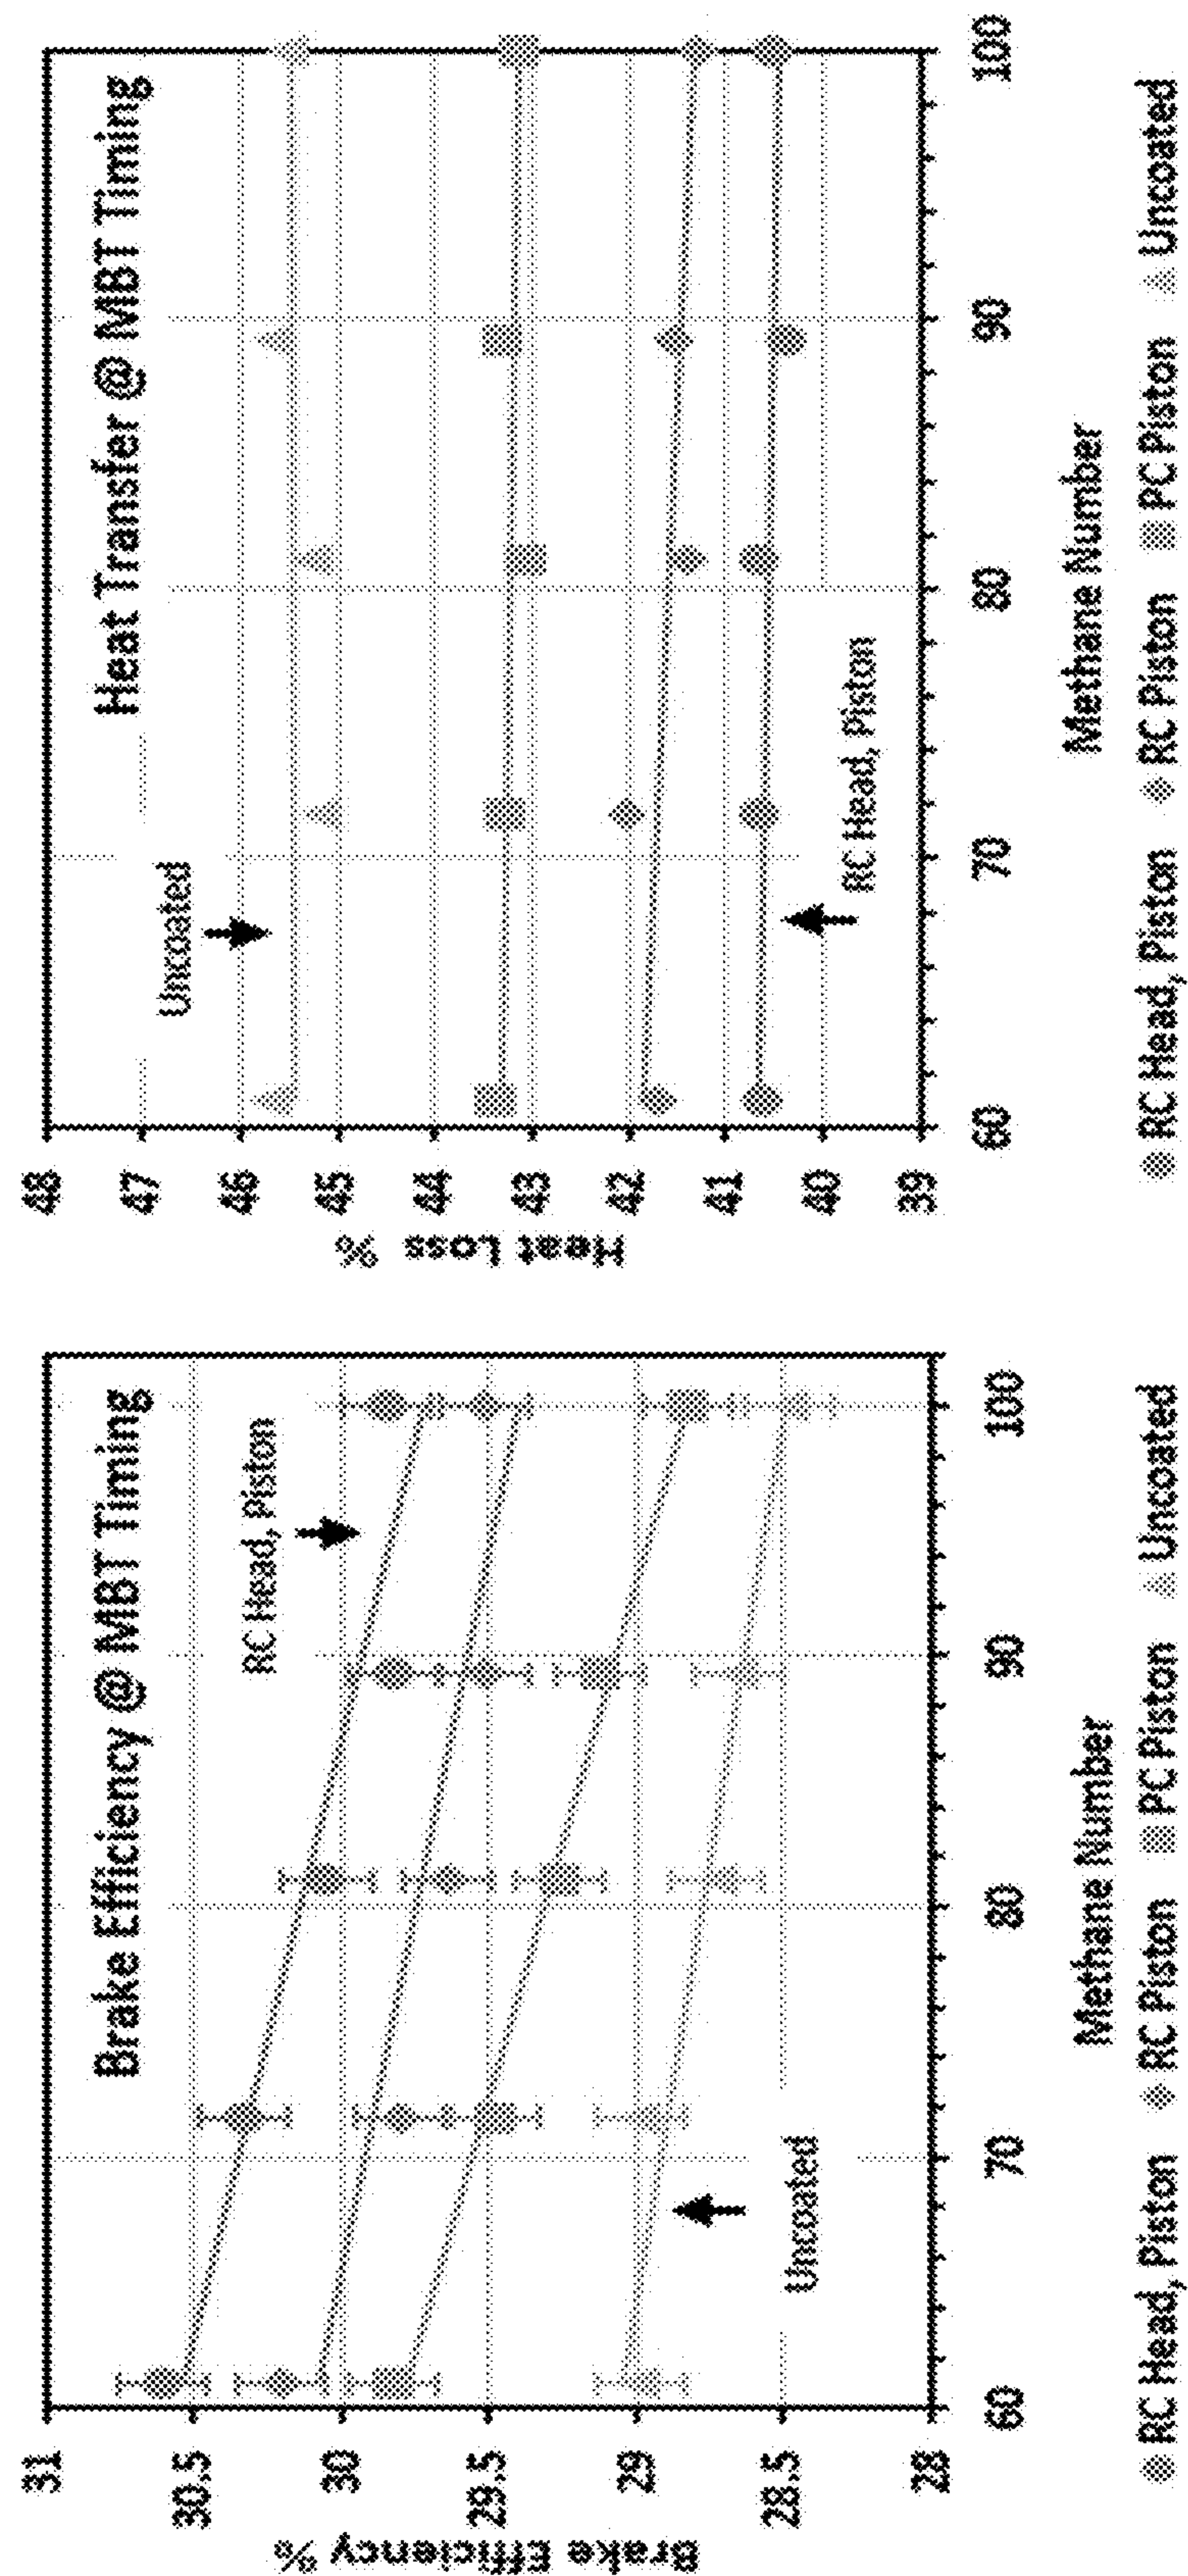 Brake Efficiency @ MBT Timing
Brake Efficiency %
31
30.5
30
29.5
29
28.5
28
RC Head, Piston
Uncoated
60
70
80
90
100
Methane Number
RC Head, Piston
RC Piston
PC Piston
Uncoated
Heat Transfer @ MBT Timing
Heat Loss %
48
47
46
45
44
43
42
41
40
39
Uncoated
RC Head, Piston
60
70
80
90
100
Methane Number
RC Head, Piston
RC Piston
PC Piston
Uncoated